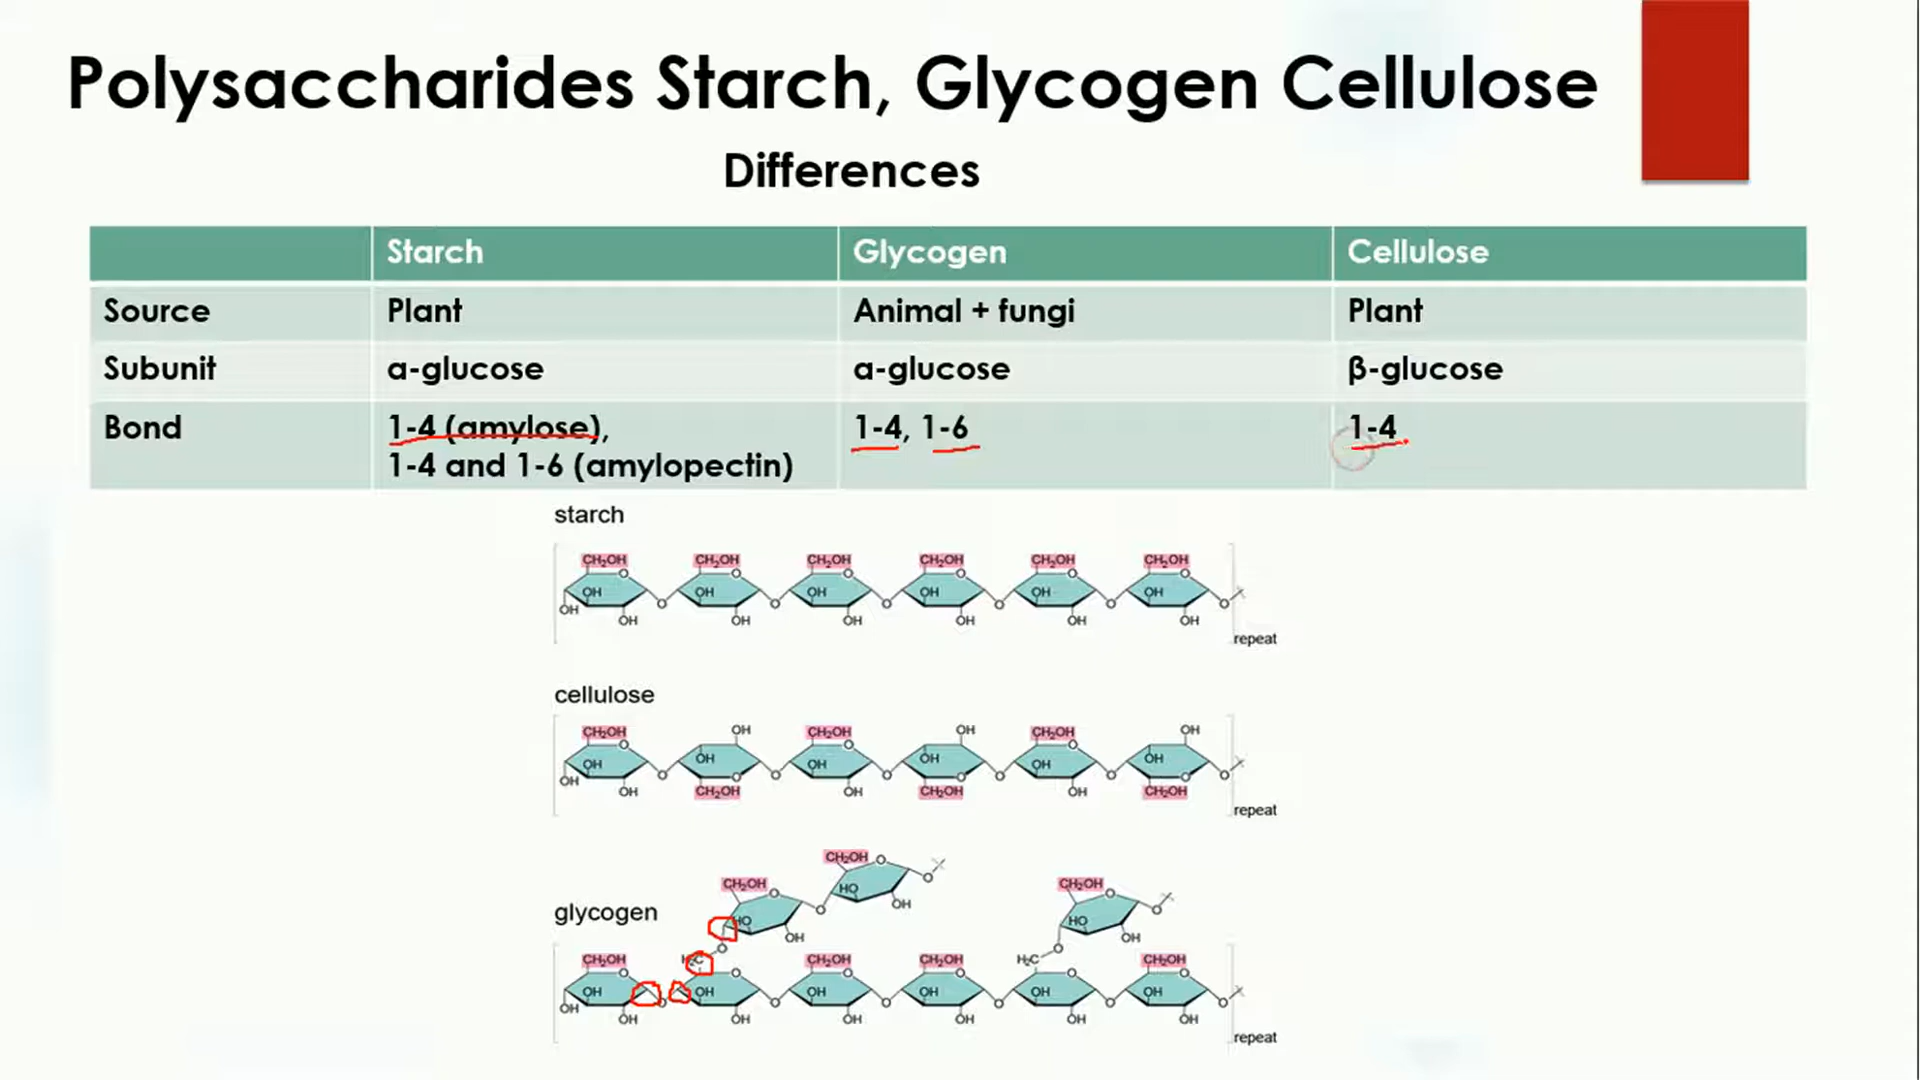 Polysaccharides Starch, Glycogen Cellulose
Differences
Starch Glycogen Cellulose
Source Plant Animal + fungi Plant
Subunit α-glucose α-glucose β-glucose
Bond 1-4 (amylose), 1-4, 1-6 1-4
1-4 and 1-6 (amylopectin)
starch
CH₂OH CH₂OH CH₂OH CH₂OH CH₂OH CH₂OH
O O O O O O
OH OH OH OH OH OH
OH O O O O O O
OH OH OH OH OH OH
repeat
cellulose
CH₂OH OH CH₂OH OH CH₂OH OH
O O O
OH OH OH OH OH OH
OH O O O O O O
OH O OH O OH O
CH₂OH CH₂OH CH₂OH
repeat
CH₂OH O
CH₂OH O HO O CH₂OH O
glycogen HO O OH HO O
OH OH
O O
CH₂OH H₂C CH₂OH CH₂OH H₂C CH₂OH
O O O O O O
OH OH OH OH OH OH
OH O O O O O O
OH OH OH OH OH OH
repeat